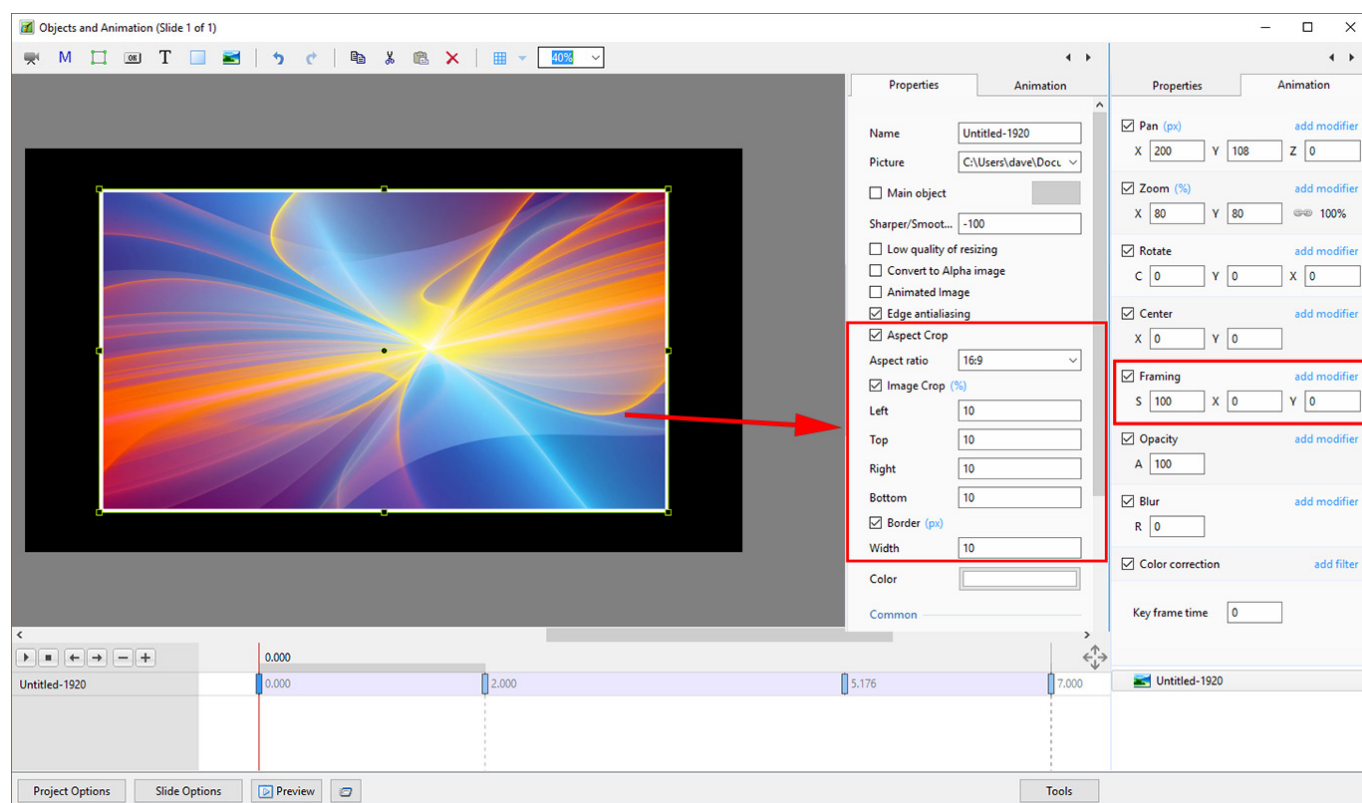 Objects and Animation (Slide 1 of 1)
M OK T 40%
Properties Animation
Name Untitled-1920
Picture C:\Users\dave\Docu
Main object
Sharper/Smoot... -100
Low quality of resizing
Convert to Alpha image
Animated Image
Edge antialiasing
Aspect Crop
Aspect ratio 16:9
Image Crop (%)
Left 10
Top 10
Right 10
Bottom 10
Border (px)
Width 10
Color
Common
Properties Animation
Pan (px) add modifier
X 200 Y 108 Z 0
Zoom (%) add modifier
X 80 Y 80 100%
Rotate add modifier
C 0 Y 0 X 0
Center add modifier
X 0 Y 0
Framing add modifier
S 100 X 0 Y 0
Opacity add modifier
A 100
Blur add modifier
R 0
Color correction add filter
Key frame time 0
0.000
Untitled-1920 0.000 2.000 5.176 7.000
Untitled-1920
Project Options Slide Options Preview Tools